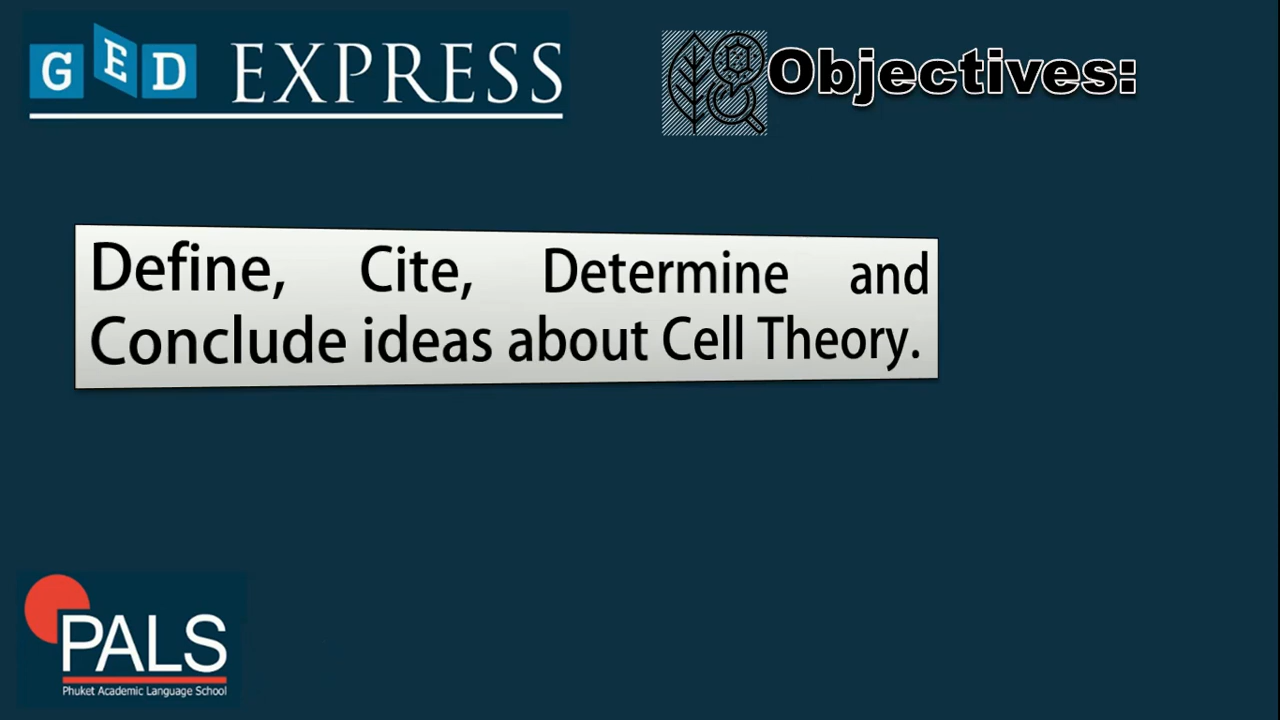 GED EXPRESS
Objectives:
Define, Cite, Determine and
Conclude ideas about Cell Theory.
PALS
Phuket Academic Language School